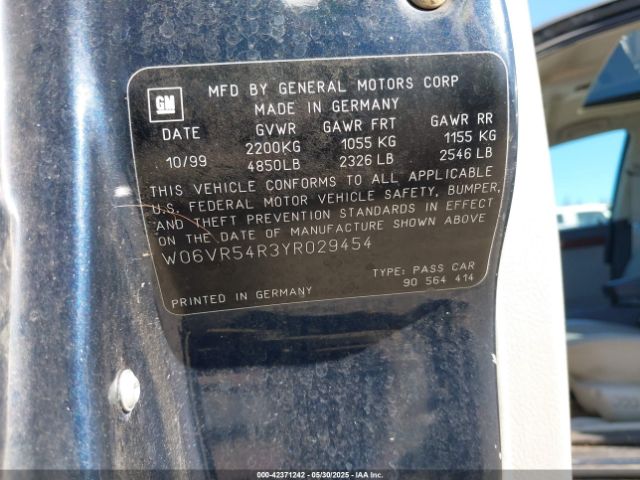 MFD BY GENERAL MOTORS CORP
GM
MADE IN GERMANY
DATE GVWR GAWR FRT GAWR RR
2200KG 1055 KG 1155 KG
10/99 4850LB 2326 LB 2546 LB
THIS VEHICLE CONFORMS TO ALL APPLICABLE
U.S. FEDERAL MOTOR VEHICLE SAFETY, BUMPER,
AND THEFT PREVENTION STANDARDS IN EFFECT
ON THE DATE OF MANUFACTURE SHOWN ABOVE
W06VR54R3YR029454
TYPE: PASS CAR
PRINTED IN GERMANY 90 564 414
00-42371242 - 05/30/2025 - IAAI